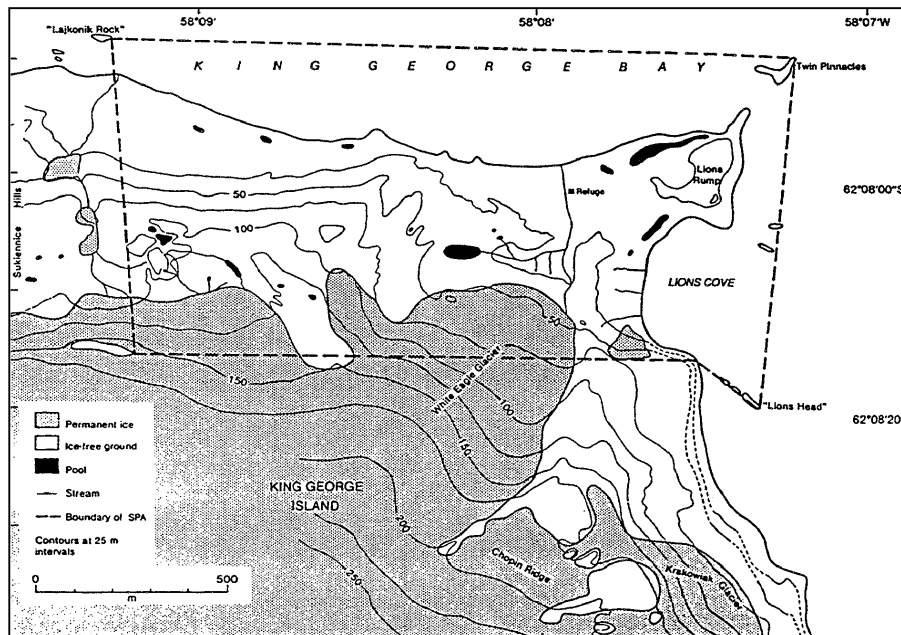 58°09' 58°08' 58°07'W
"Lajkonik Rock"
KING GEORGE BAY
Twin Pinnacles
Lions
Rump
Refuge
62°08'00"S
50
100
Sukiennice Hills
LIONS COVE
50
150
White Eagle Glacier
100
150
"Lions Head"
62°08'20
Permanent ice
Ice-free ground
Pool
Stream
Boundary of SPA
Contours at 25 m
intervals
0 500
m
KING GEORGE
ISLAND
200
250
Chopin Ridge
Krakowiak Glacier